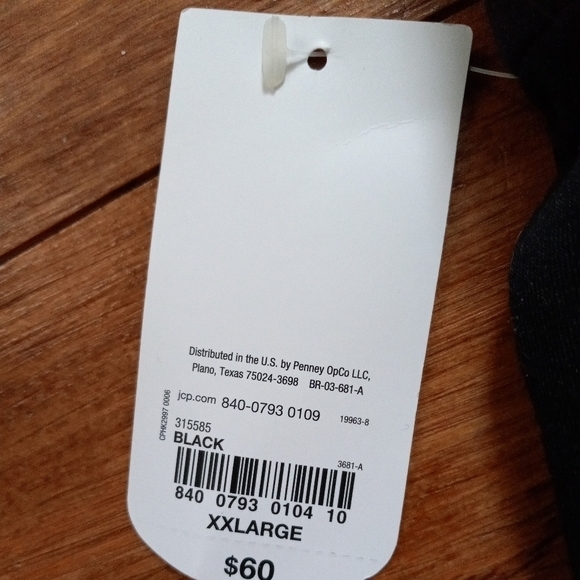 Distributed in the U.S. by Penney OpCo LLC,
Plano, Texas 75024-3698 BR-03-681-A
jcp.com 840-0793 0109 19963-8
CPHK2997 0006
315585
BLACK
3681-A
840 0793 0104 10
XXLARGE
$60